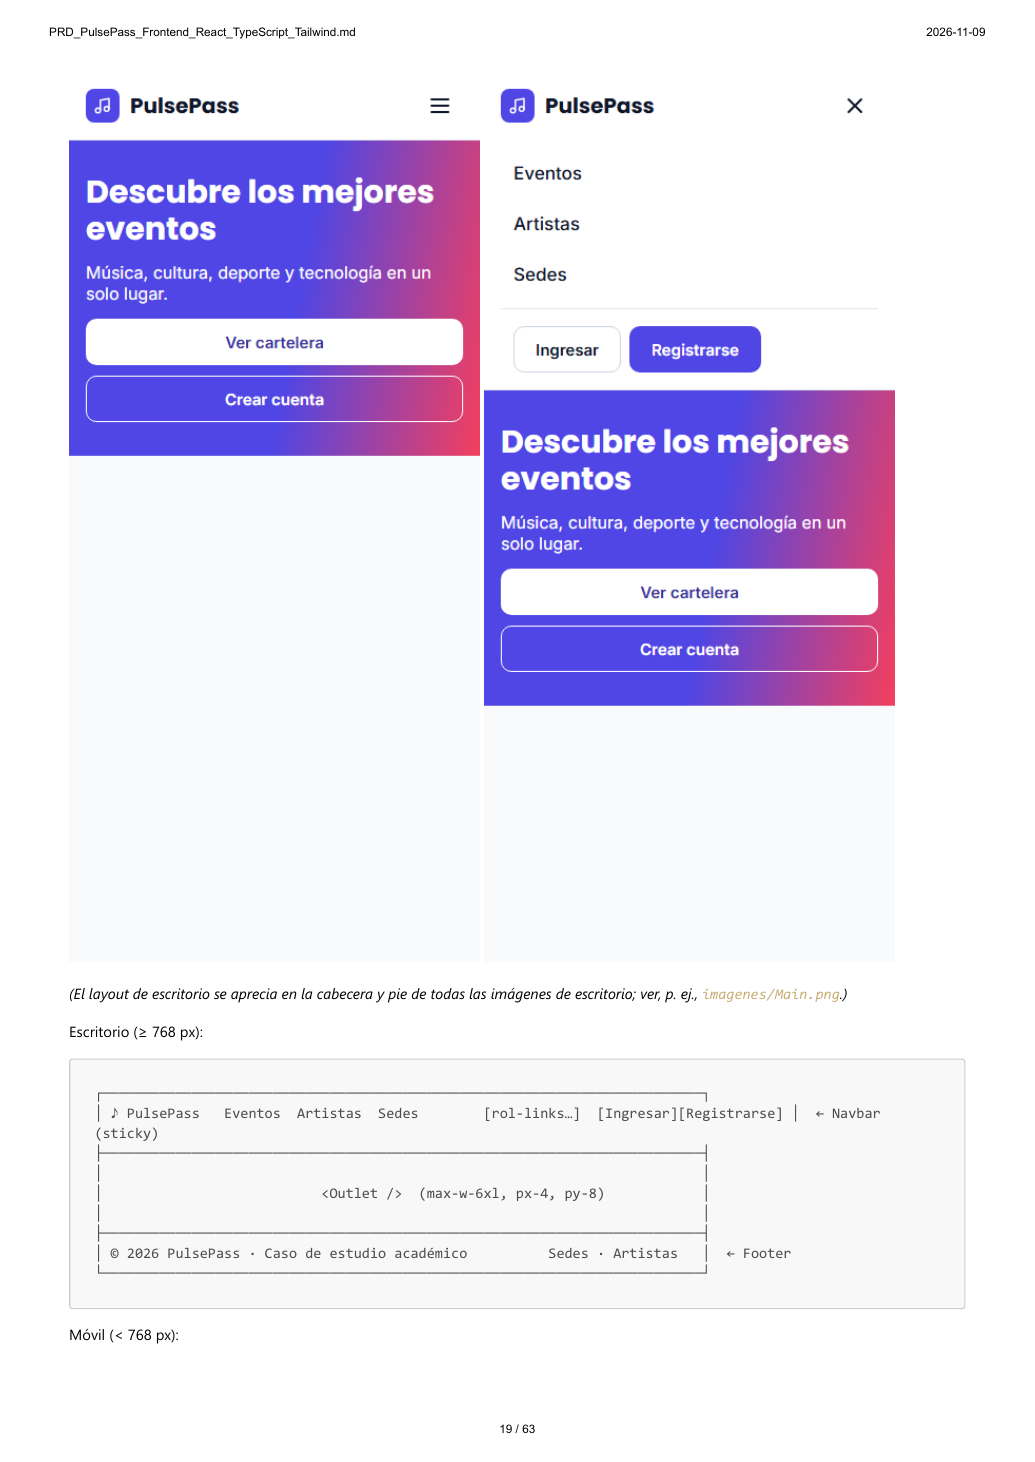 PRD_PulsePass_Frontend_React_TypeScript_Tailwind.md
2026-11-09
PulsePass
Descubre los mejores
eventos
Música, cultura, deporte y tecnología en un
solo lugar.
Ver cartelera
Crear cuenta
PulsePass
Eventos
Artistas
Sedes
Ingresar
Registrarse
Descubre los mejores
eventos
Música, cultura, deporte y tecnología en un
solo lugar.
Ver cartelera
Crear cuenta
(El layout de escritorio se aprecia en la cabecera y pie de todas las imágenes de escritorio; ver, p. ej., imagenes/Main.png.)
Escritorio (≥ 768 px):
♪ PulsePass Eventos Artistas Sedes [rol-links…] [Ingresar][Registrarse] │ ← Navbar
(sticky)
<Outlet /> (max-w-6xl, px-4, py-8)
© 2026 PulsePass · Caso de estudio académico Sedes · Artistas │ ← Footer
Móvil (< 768 px):
19 / 63